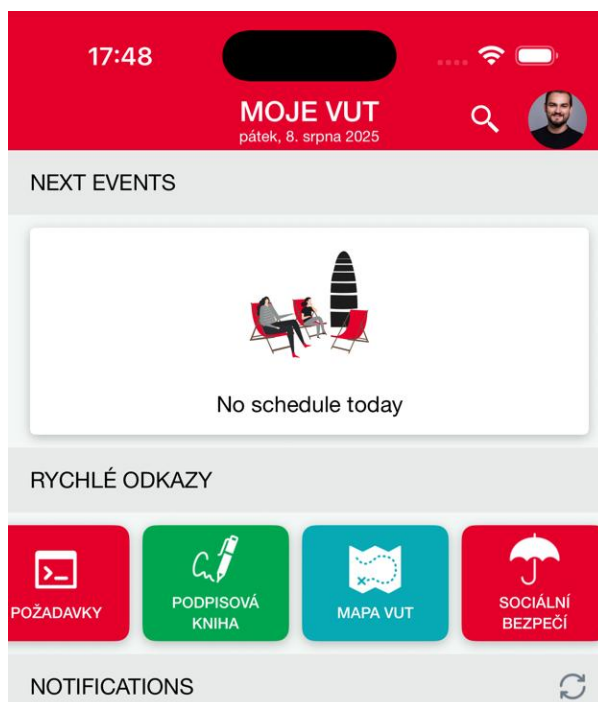 17:48
MOJE VUT
pátek, 8. srpna 2025
NEXT EVENTS
No schedule today
RYCHLÉ ODKAZY
POŽADAVKY
PODPISOVÁ
KNIHA
MAPA VUT
SOCIÁLNÍ
BEZPEČÍ
NOTIFICATIONS